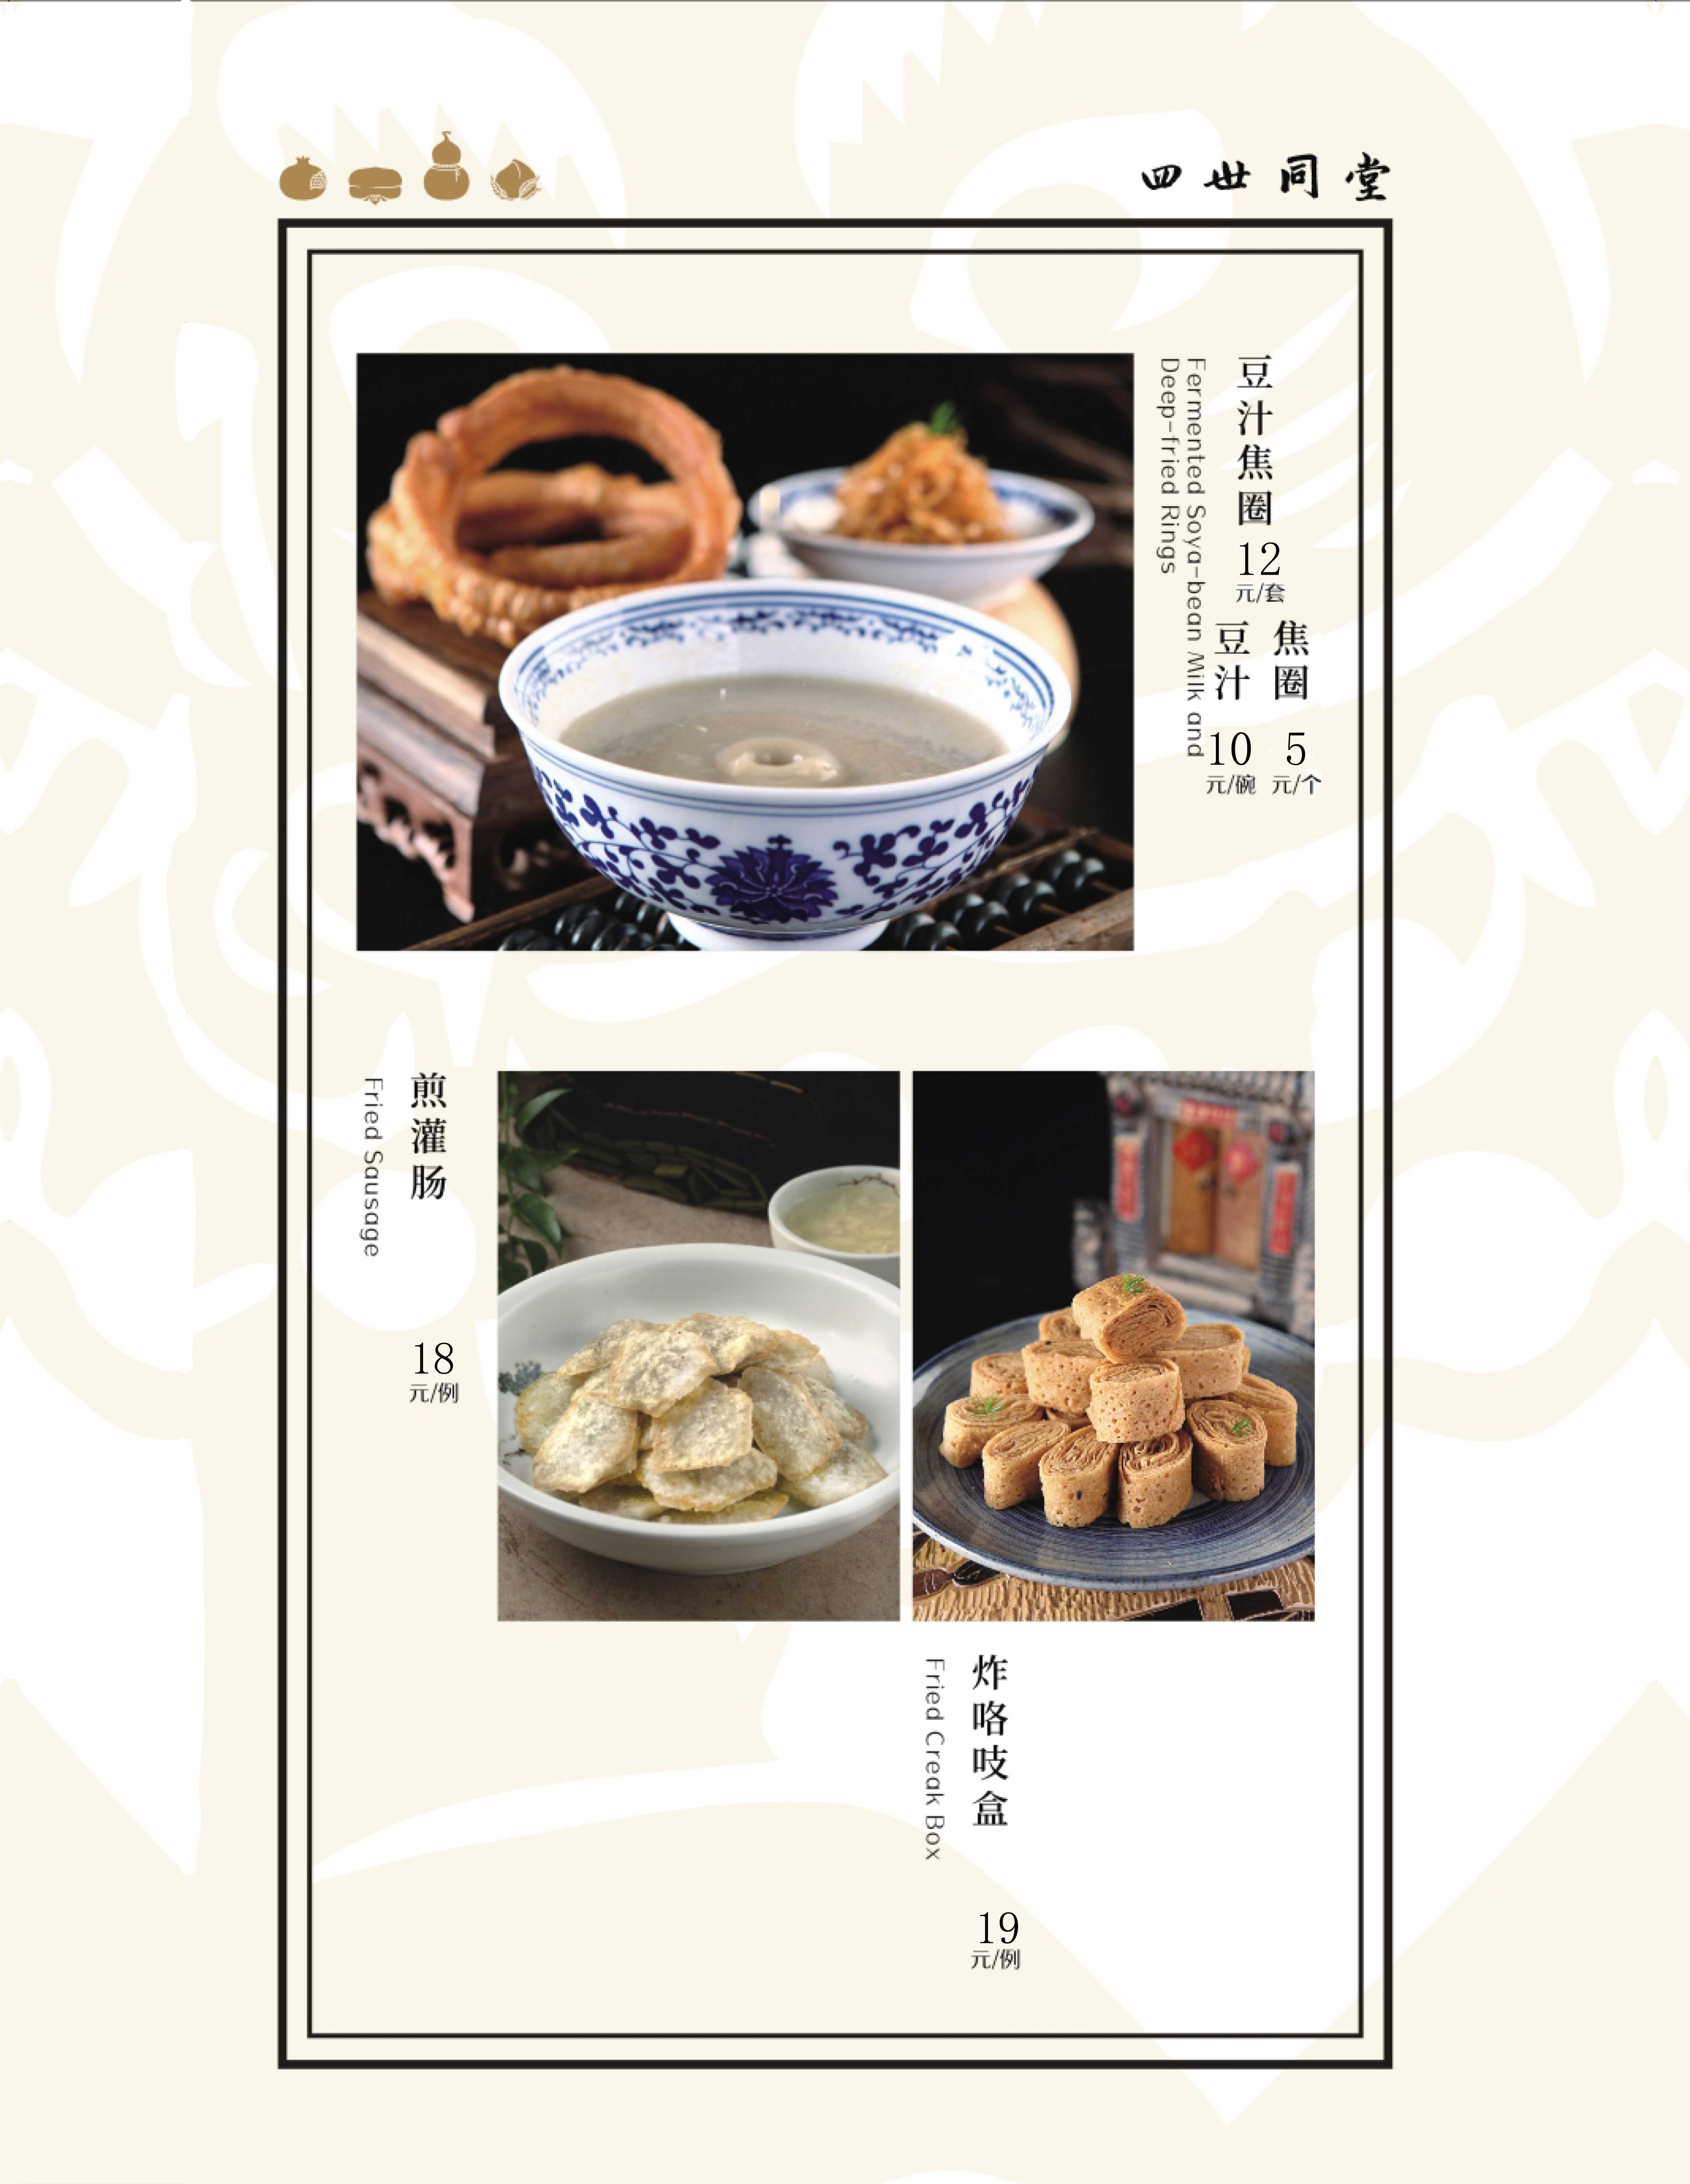 四世同堂
豆汁焦圈
Fermented Soya-bean Milk and
Deep-fried Rings
12
元/套
焦圈
5
元/个
豆汁
10
元/碗
煎灌肠
Fried Sausage
18
元/例
炸咯吱盒
Fried Creak Box
19
元/例